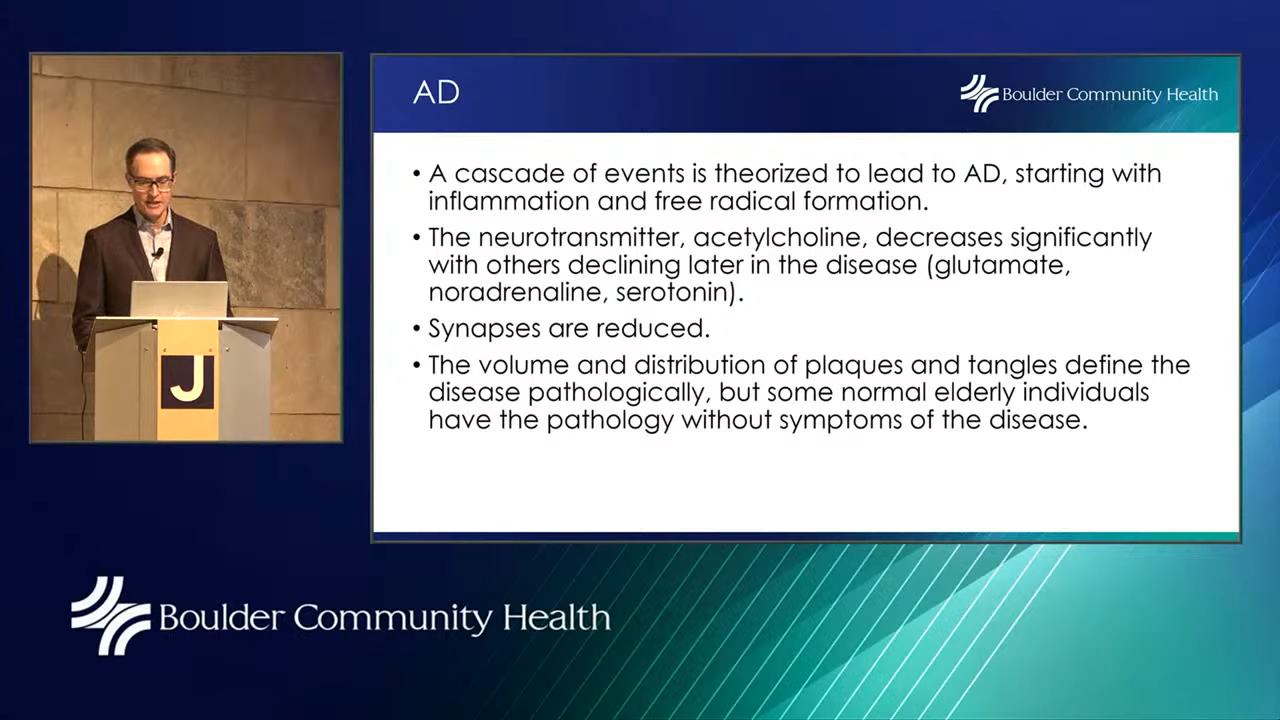 AD
Boulder Community Health
• A cascade of events is theorized to lead to AD, starting with
inflammation and free radical formation.
• The neurotransmitter, acetylcholine, decreases significantly
with others declining later in the disease (glutamate,
noradrenaline, serotonin).
• Synapses are reduced.
• The volume and distribution of plaques and tangles define the
disease pathologically, but some normal elderly individuals
have the pathology without symptoms of the disease.
J
Boulder Community Health